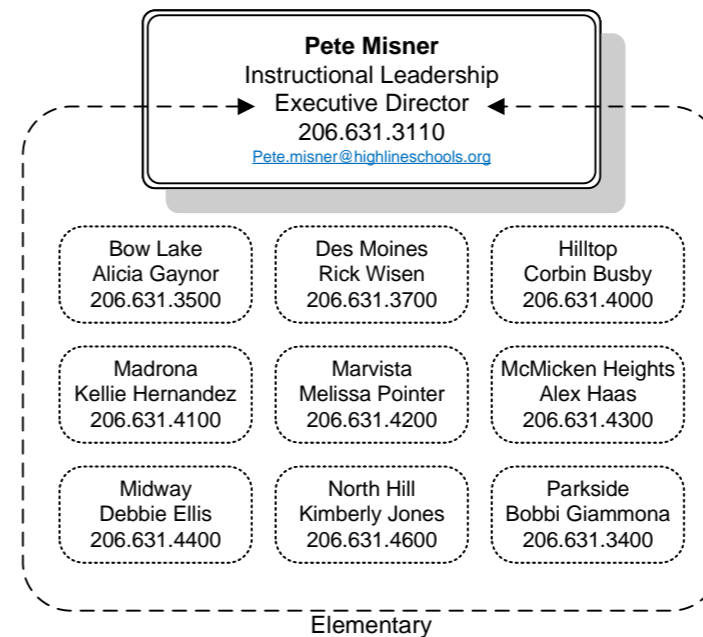 Pete Misner
Instructional Leadership
Executive Director
206.631.3110
Pete.misner@highlineschools.org
Bow Lake
Alicia Gaynor
206.631.3500
Des Moines
Rick Wisen
206.631.3700
Hilltop
Corbin Busby
206.631.4000
Madrona
Kellie Hernandez
206.631.4100
Marvista
Melissa Pointer
206.631.4200
McMicken Heights
Alex Haas
206.631.4300
Midway
Debbie Ellis
206.631.4400
North Hill
Kimberly Jones
206.631.4600
Parkside
Bobbi Giammona
206.631.3400
Elementary